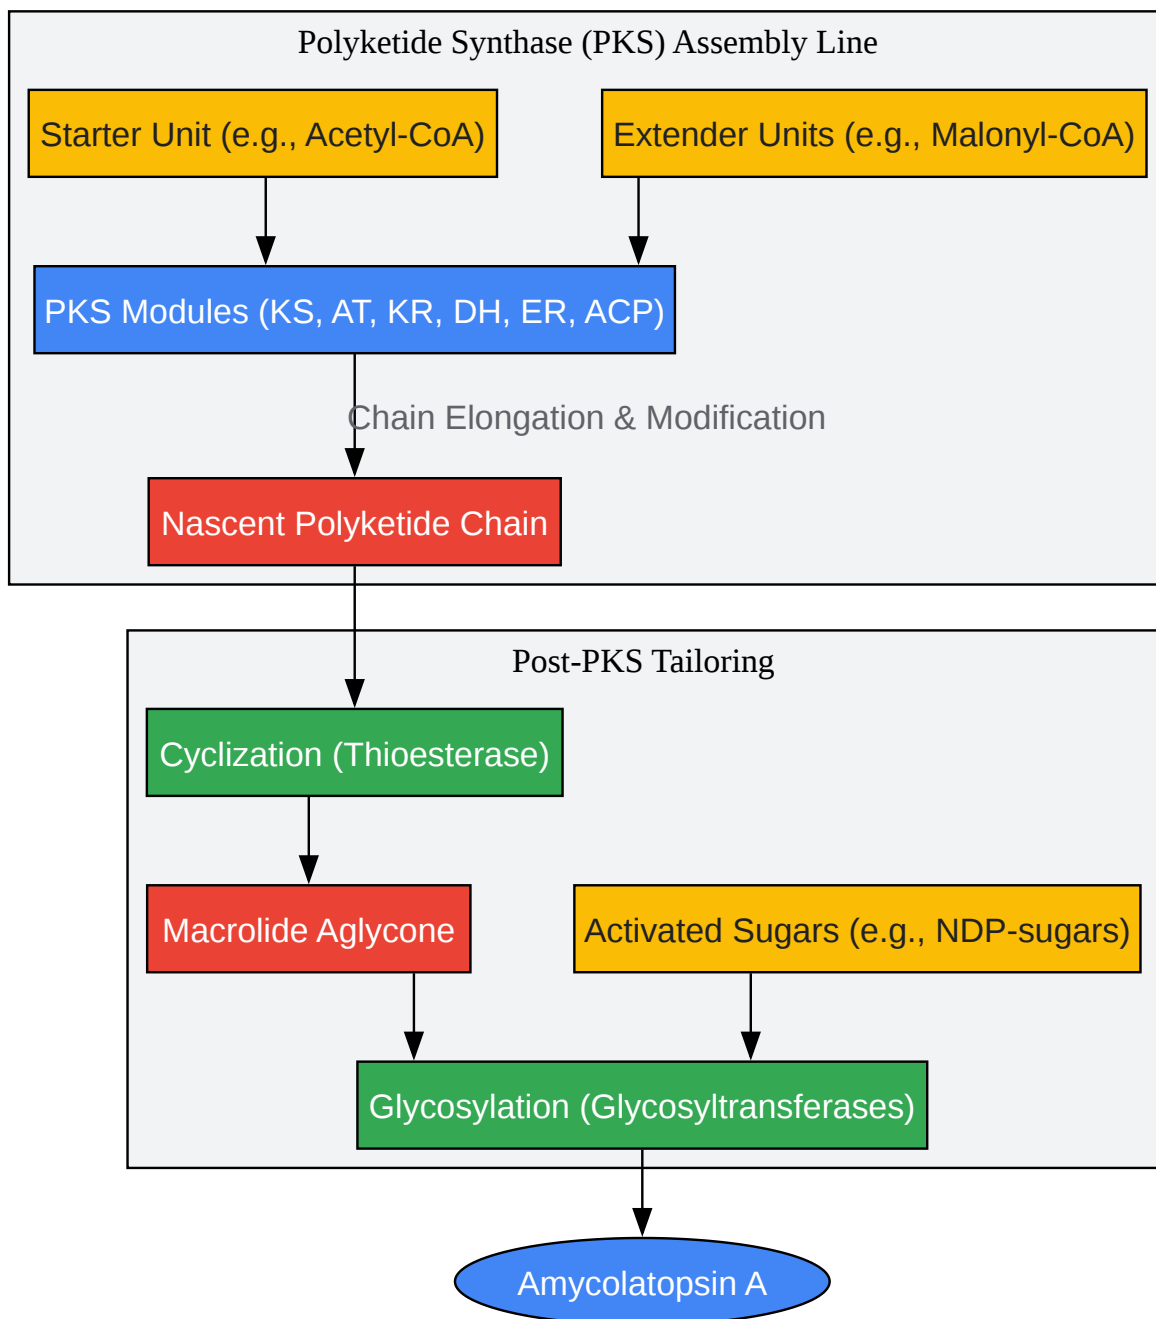 Polyketide Synthase (PKS) Assembly Line
Starter Unit (e.g., Acetyl-CoA)
Extender Units (e.g., Malonyl-CoA)
PKS Modules (KS, AT, KR, DH, ER, ACP)
Chain Elongation & Modification
Nascent Polyketide Chain
Post-PKS Tailoring
Cyclization (Thioesterase)
Macrolide Aglycone
Activated Sugars (e.g., NDP-sugars)
Glycosylation (Glycosyltransferases)
Amycolatopsin A